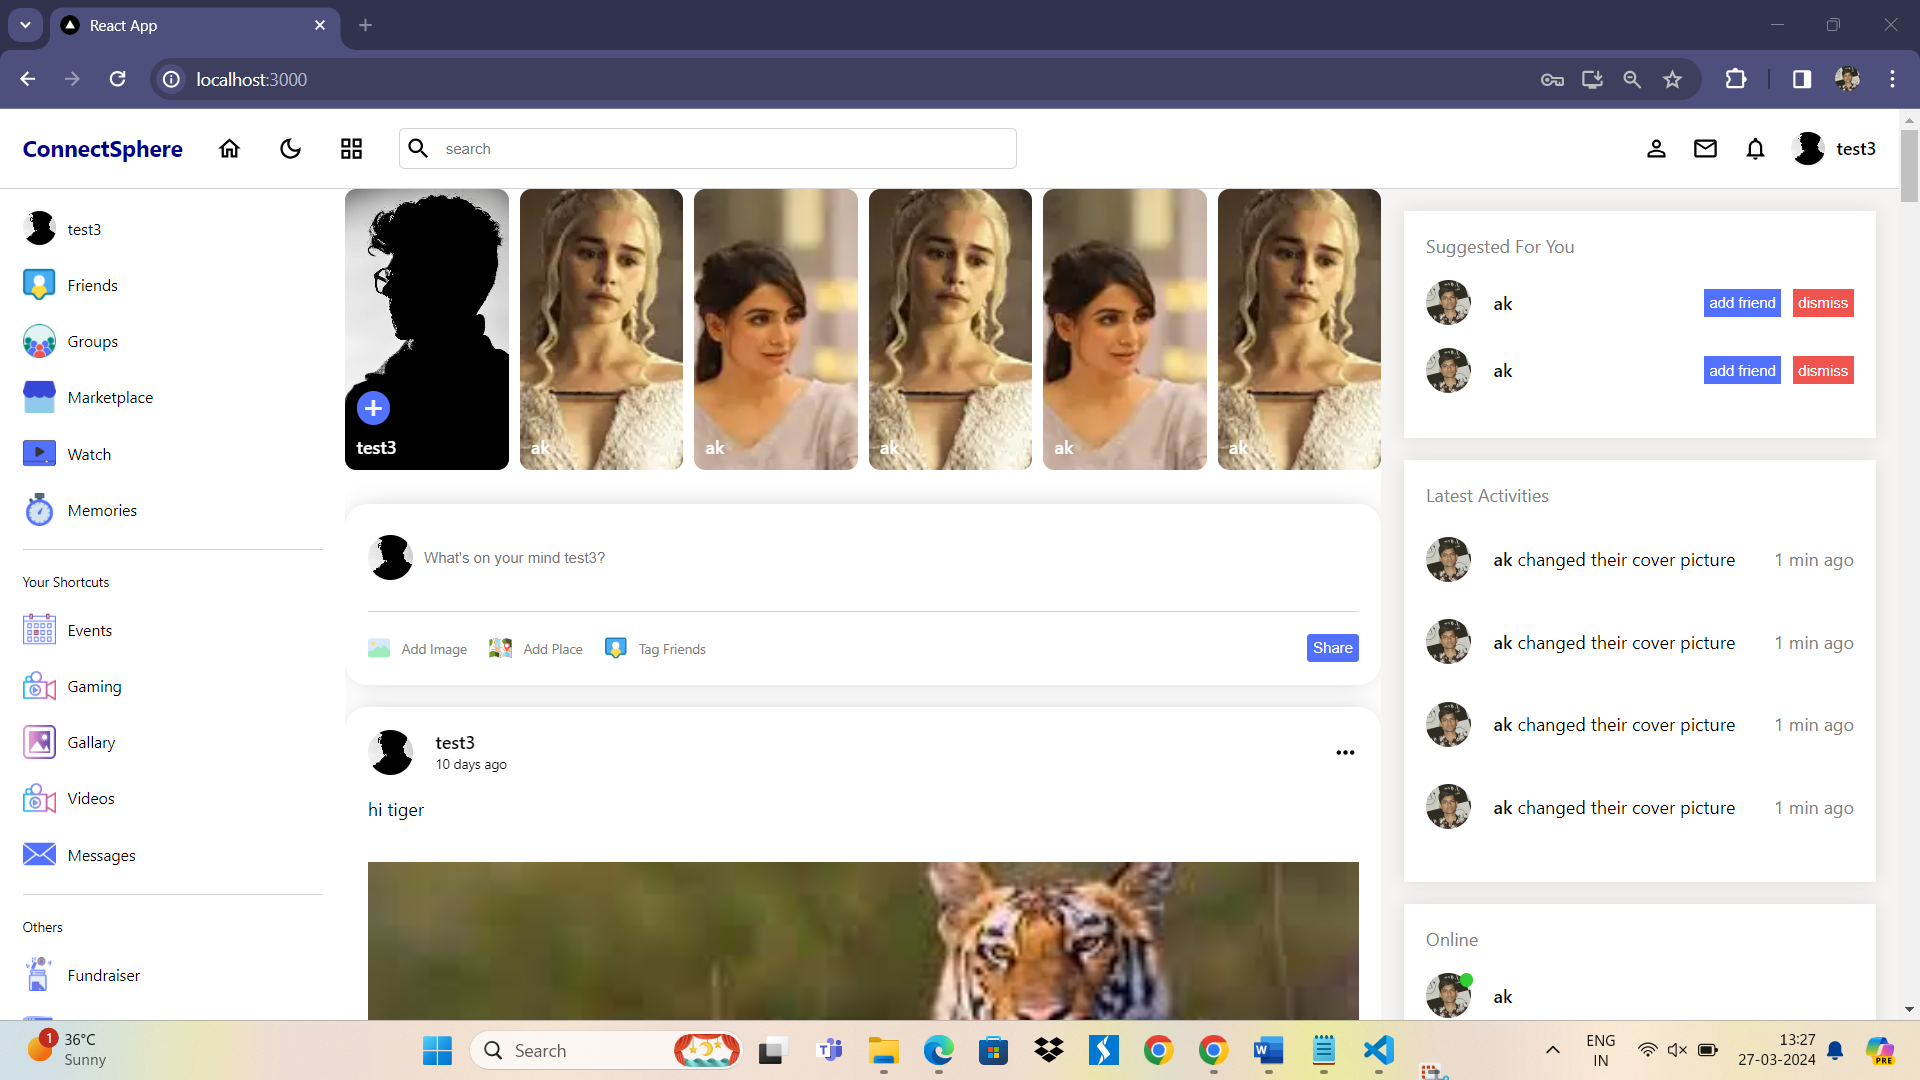 React App
localhost:3000
ConnectSphere
search
test3
test3
Friends
Groups
Marketplace
Watch
Memories
Your Shortcuts
Events
Gaming
Gallary
Videos
Messages
Others
Fundraiser
test3
ak
ak
ak
ak
ak
What's on your mind test3?
Add Image
Add Place
Tag Friends
Share
test3
10 days ago
hi tiger
Suggested For You
ak
add friend
dismiss
ak
add friend
dismiss
Latest Activities
ak changed their cover picture
1 min ago
ak changed their cover picture
1 min ago
ak changed their cover picture
1 min ago
ak changed their cover picture
1 min ago
Online
ak
1
36°C
Sunny
Search
ENG
IN
13:27
27-03-2024
PRE